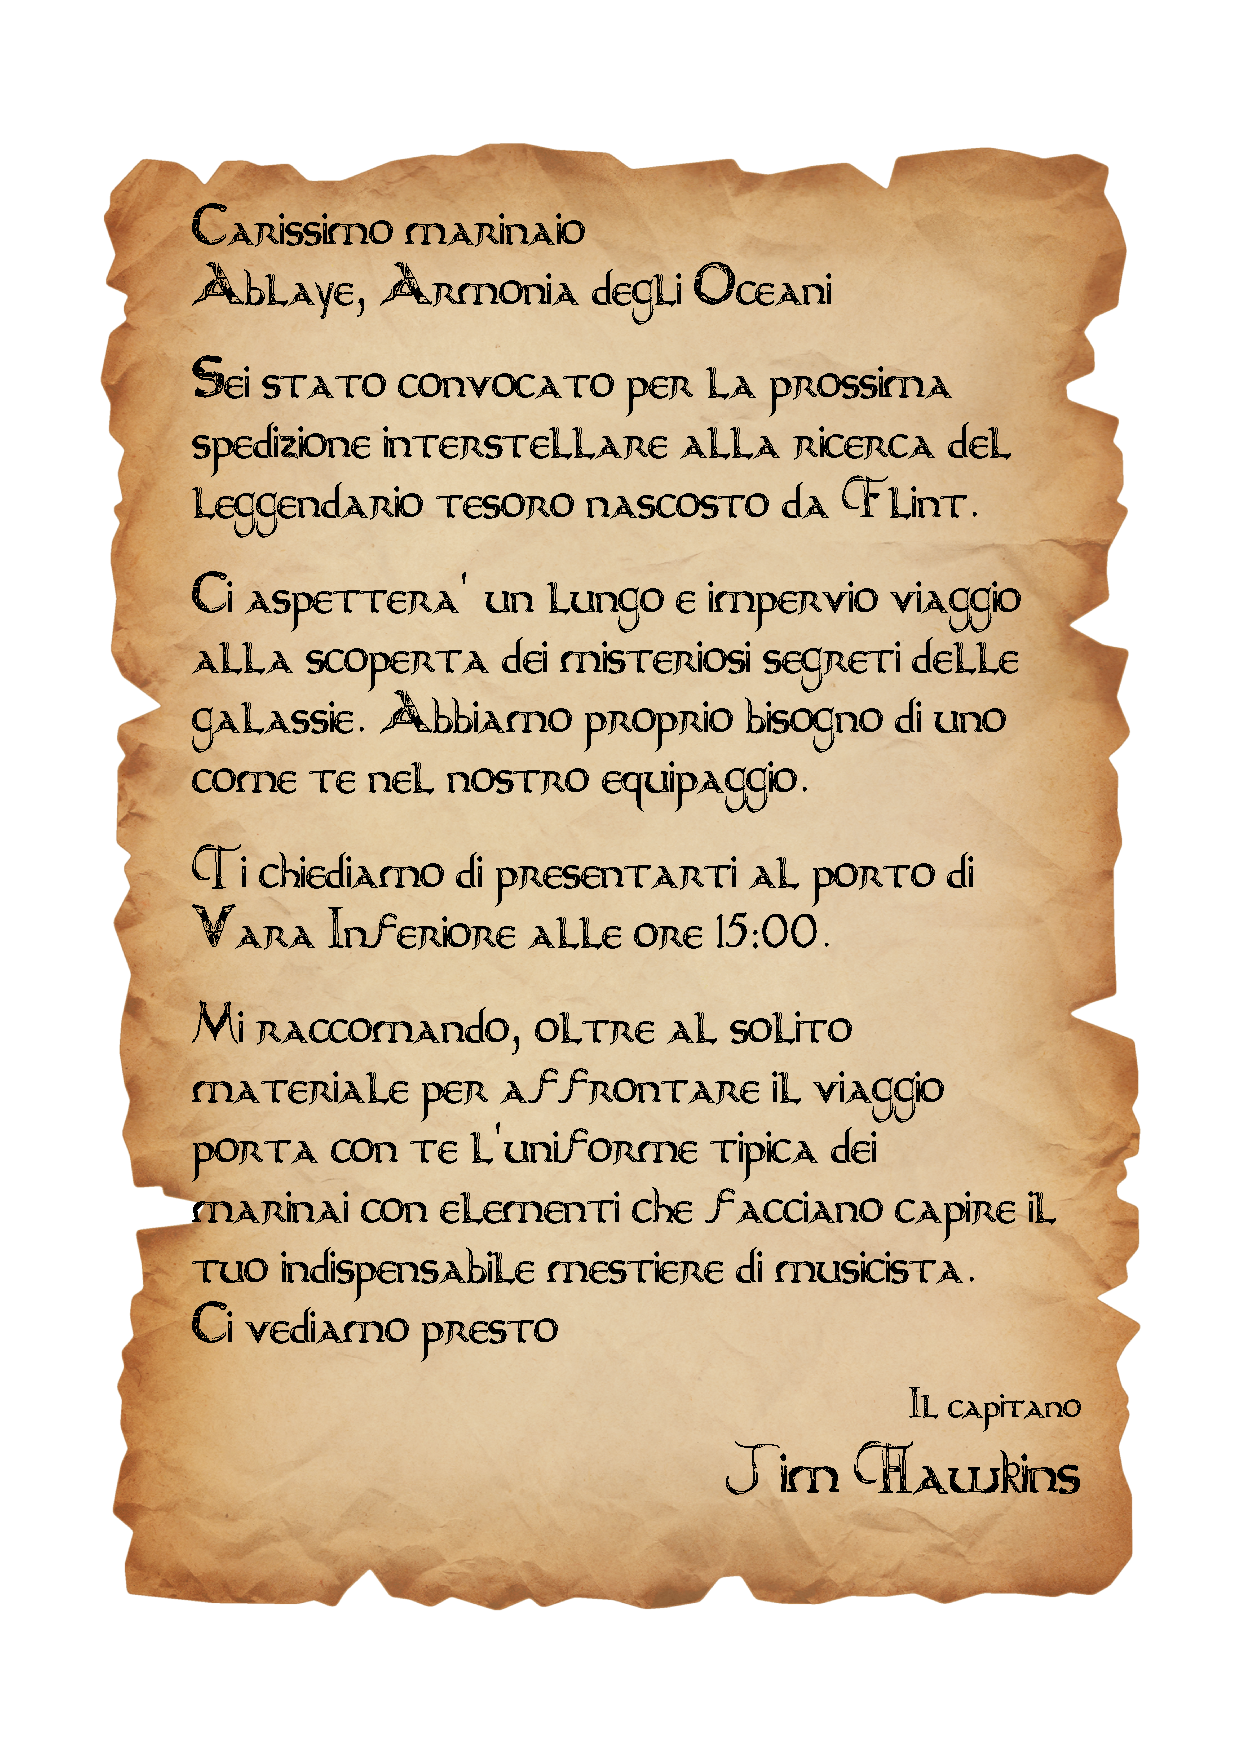 Carissimo marinaio
Ablaye, Armonia degli Oceani
Sei stato convocato per la prossima
spedizione interstellare alla ricerca del
leggendario tesoro nascosto da Flint.
Ci aspettera' un lungo e impervio viaggio
alla scoperta dei misteriosi segreti delle
galassie. Abbiamo proprio bisogno di uno
come te nel nostro equipaggio.
Ti chiediamo di presentarti al porto di
Vara Inferiore alle ore 15:00.
Mi raccomando, oltre al solito
materiale per affrontare il viaggio
porta con te l'uniforme tipica dei
marinai con elementi che facciano capire il
tuo indispensabile mestiere di musicista.
Ci vediamo presto
Il capitano
Jim Hawkins